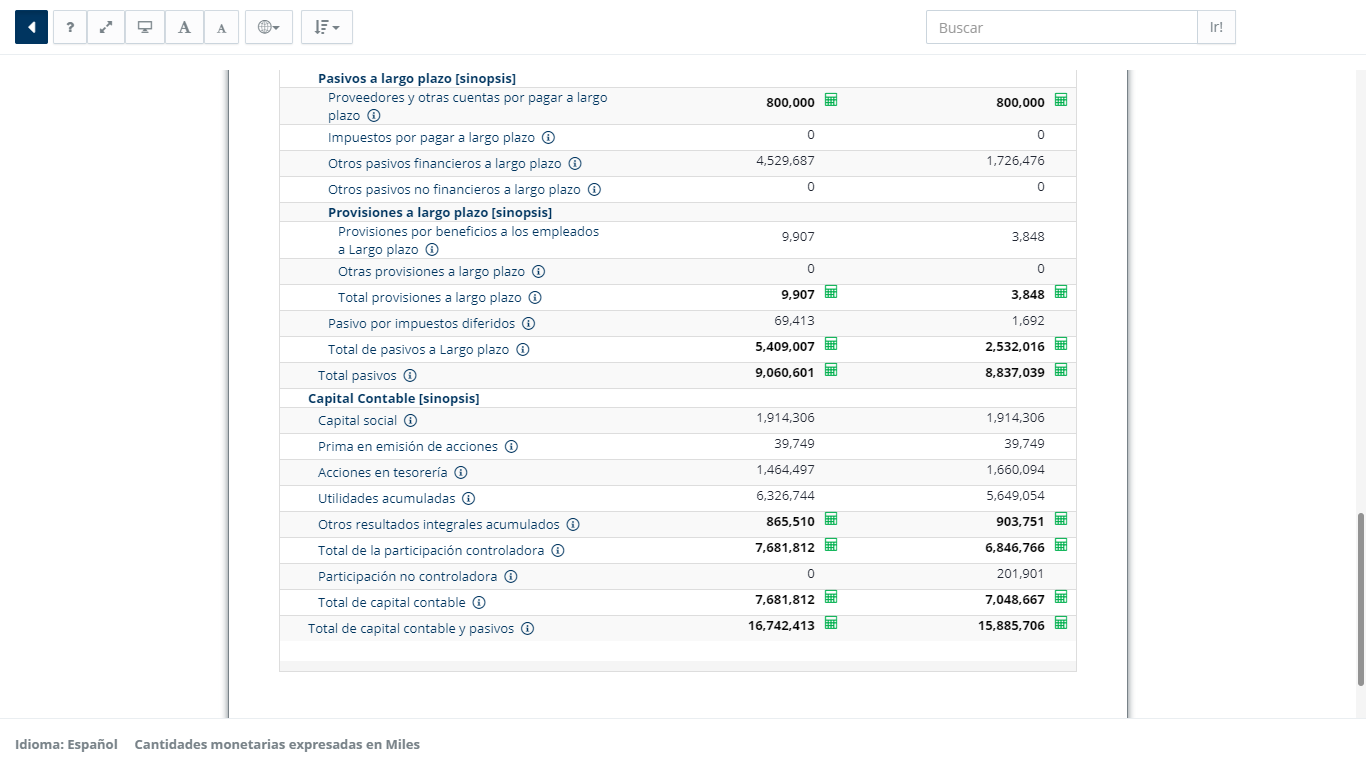 ? A A
Buscar Ir!
Pasivos a largo plazo [sinopsis]
Proveedores y otras cuentas por pagar a largo 800,000 800,000
plazo
Impuestos por pagar a largo plazo 0 0
Otros pasivos financieros a largo plazo 4,529,687 1,726,476
Otros pasivos no financieros a largo plazo 0 0
Provisiones a largo plazo [sinopsis]
Provisiones por beneficios a los empleados 9,907 3,848
a Largo plazo
Otras provisiones a largo plazo 0 0
Total provisiones a largo plazo 9,907 3,848
Pasivo por impuestos diferidos 69,413 1,692
Total de pasivos a Largo plazo 5,409,007 2,532,016
Total pasivos 9,060,601 8,837,039
Capital Contable [sinopsis]
Capital social 1,914,306 1,914,306
Prima en emisión de acciones 39,749 39,749
Acciones en tesorería 1,464,497 1,660,094
Utilidades acumuladas 6,326,744 5,649,054
Otros resultados integrales acumulados 865,510 903,751
Total de la participación controladora 7,681,812 6,846,766
Participación no controladora 0 201,901
Total de capital contable 7,681,812 7,048,667
Total de capital contable y pasivos 16,742,413 15,885,706
Idioma: Español Cantidades monetarias expresadas en Miles